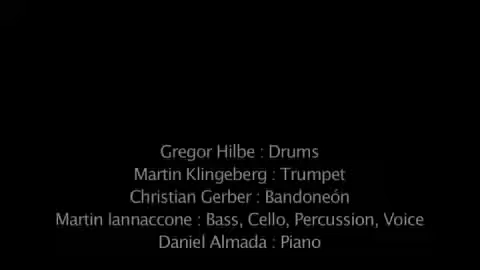 Gregor Hilbe : Drums
Martin Klingeberg : Trumpet
Christian Gerber : Bandoneón
Martin Iannaccone : Bass, Cello, Percussion, Voice
Daniel Almada : Piano